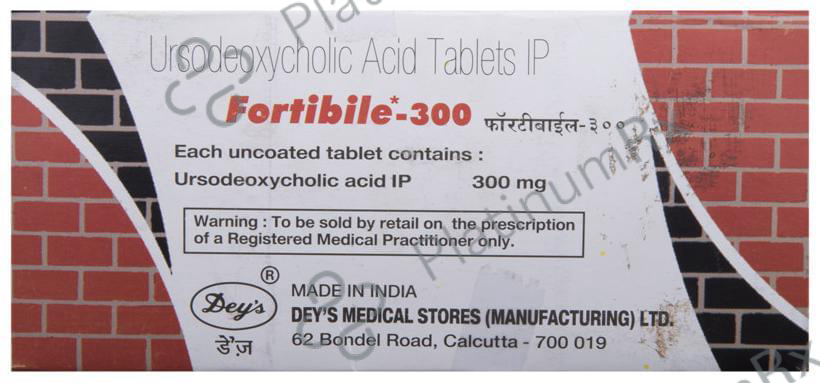 Ursodeoxycholic Acid Tablets IP
Fortibile*-300 फॉरटीबाईल-३००
Each uncoated tablet contains :
Ursodeoxycholic acid IP 300 mg
Warning : To be sold by retail on the prescription
of a Registered Medical Practitioner only.
Dey's ®
डे'ज़
MADE IN INDIA
DEY'S MEDICAL STORES (MANUFACTURING) LTD.
62 Bondel Road, Calcutta - 700 019
PlatinumRx